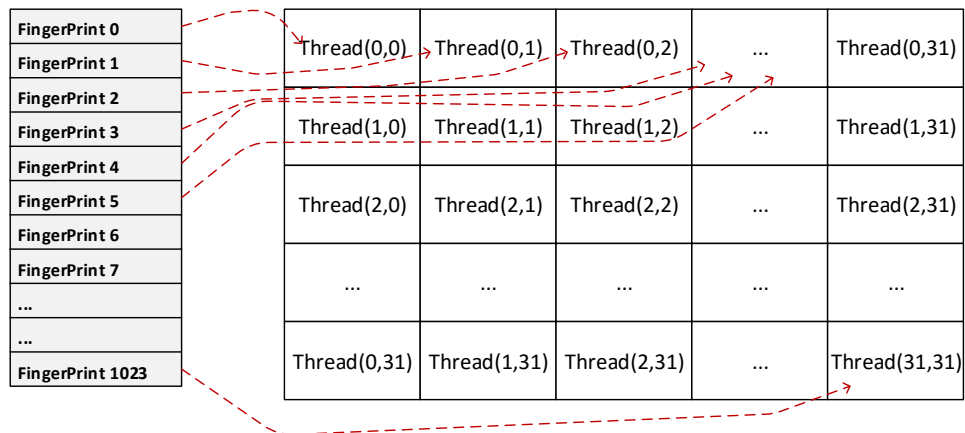 FingerPrint 0
FingerPrint 1
FingerPrint 2
FingerPrint 3
FingerPrint 4
FingerPrint 5
FingerPrint 6
FingerPrint 7
...
...
FingerPrint 1023
Thread(0,0) Thread(0,1) Thread(0,2) ... Thread(0,31)
Thread(1,0) Thread(1,1) Thread(1,2) ... Thread(1,31)
Thread(2,0) Thread(2,1) Thread(2,2) ... Thread(2,31)
... ... ... ... ...
Thread(0,31) Thread(1,31) Thread(2,31) ... Thread(31,31)